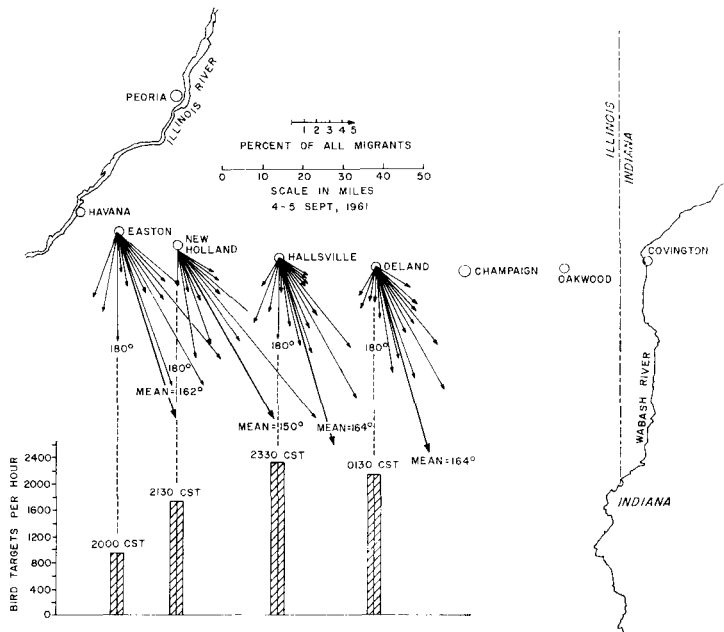 PEORIA
ILLINOIS RIVER
1 2 3 4 5
PERCENT OF ALL MIGRANTS
0 10 20 30 40 50
SCALE IN MILES
4-5 SEPT, 1961
ILLINOIS
INDIANA
HAVANA
EASTON
NEW HOLLAND
HALLSVILLE
DELAND
CHAMPAIGN
OAKWOOD
COVINGTON
WABASH RIVER
180°
180°
180°
180°
MEAN=162°
MEAN=150°
MEAN=164°
MEAN=164°
BIRD TARGETS PER HOUR
2400
2000
1600
1200
800
400
0
2000 CST
2130 CST
2330 CST
0130 CST
INDIANA